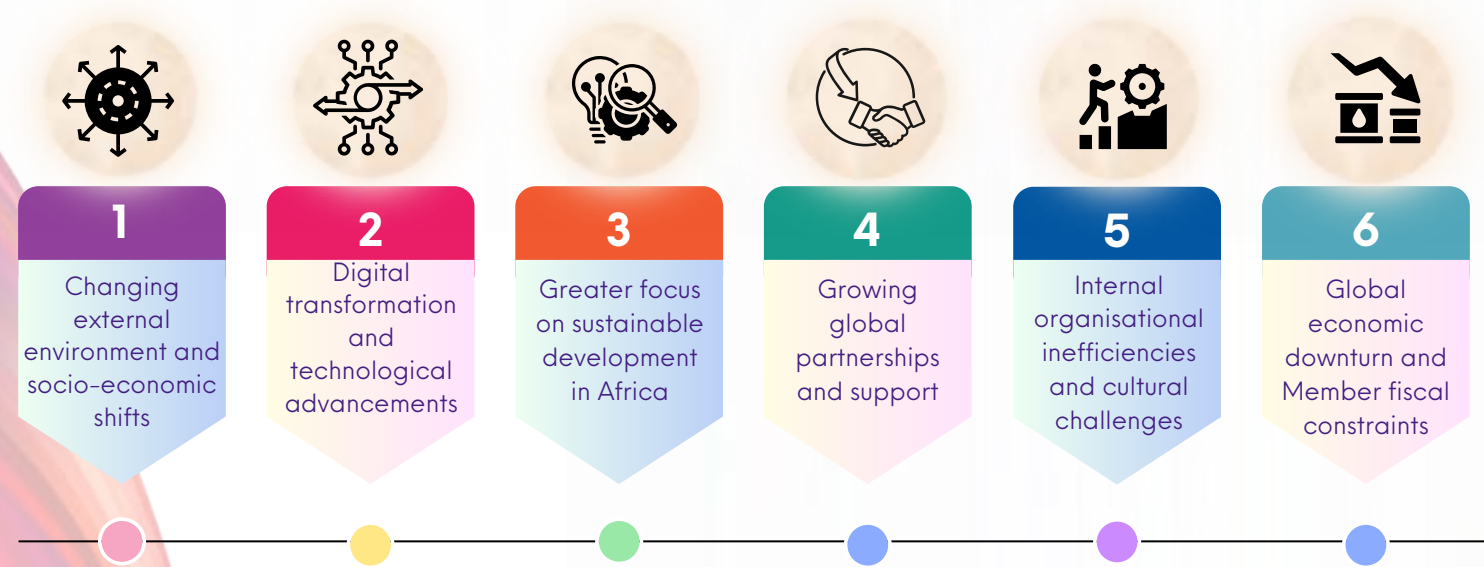 1
Changing
external
environment and
socio-economic
shifts
2
Digital
transformation
and
technological
advancements
3
Greater focus
on sustainable
development
in Africa
4
Growing
global
partnerships
and support
5
Internal
organisational
inefficiencies
and cultural
challenges
6
Global
economic
downturn and
Member fiscal
constraints